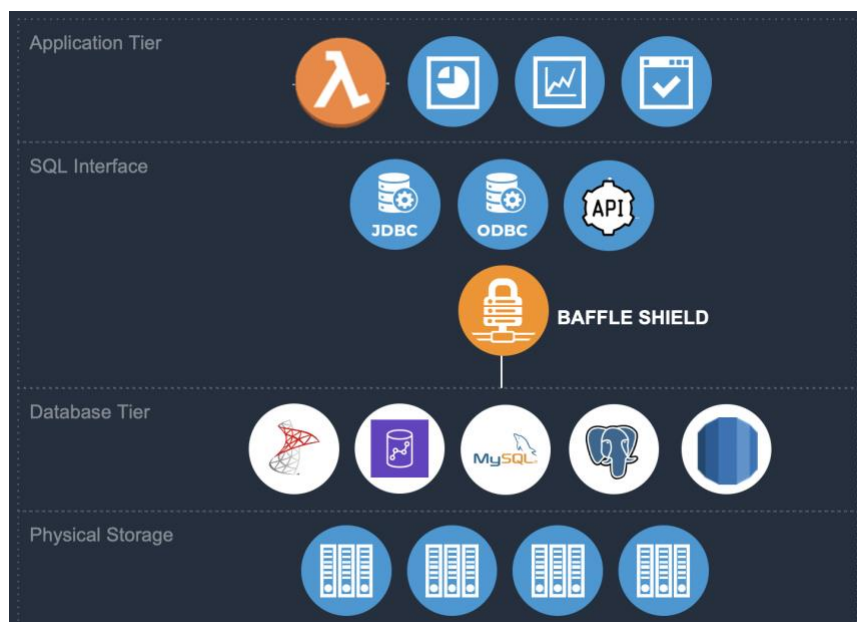 Application Tier
SQL Interface
JDBC
ODBC
API
BAFFLE SHIELD
Database Tier
MySQL
Physical Storage